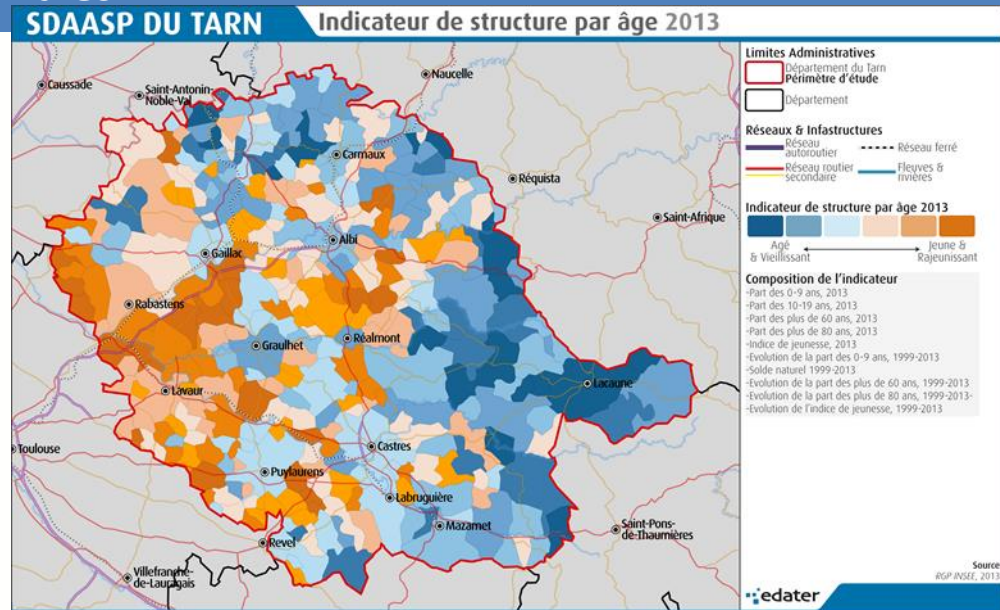 SDAASP DU TARN
Indicateur de structure par âge 2013
Caussade
Saint-Antonin-
Noble-Val
Naucelle
Carmaux
Réquista
Saint-Afrique
Albi
Gaillac
Rabastens
Réalmont
Graulhet
Lacaune
Lavaur
Toulouse
Castres
Puylaurens
Labruguière
Mazamet
Saint-Pons-
de-Thaumières
Revel
Villefranche-
de-Lauragais
Limites Administratives
Département du Tarn
Périmètre d'étude
Département
Réseaux & Infastructures
Réseau
autoroutier
Réseau ferré
Réseau routier
secondaire
Fleuves &
rivières
Indicateur de structure par âge 2013
Agé
& Vieillissant
Jeune &
Rajeunissant
Composition de l'indicateur
-Part des 0-9 ans, 2013
-Part des 10-19 ans, 2013
-Part des plus de 60 ans, 2013
-Part des plus de 80 ans, 2013
-Indice de jeunesse, 2013
-Evolution de la part des 0-9 ans, 1999-2013
-Solde naturel 1999-2013
-Evolution de la part des plus de 60 ans, 1999-2013
-Evolution de la part des plus de 80 ans, 1999-2013-
-Evolution de l'indice de jeunesse, 1999-2013
Source
RGP INSEE, 2013
edater